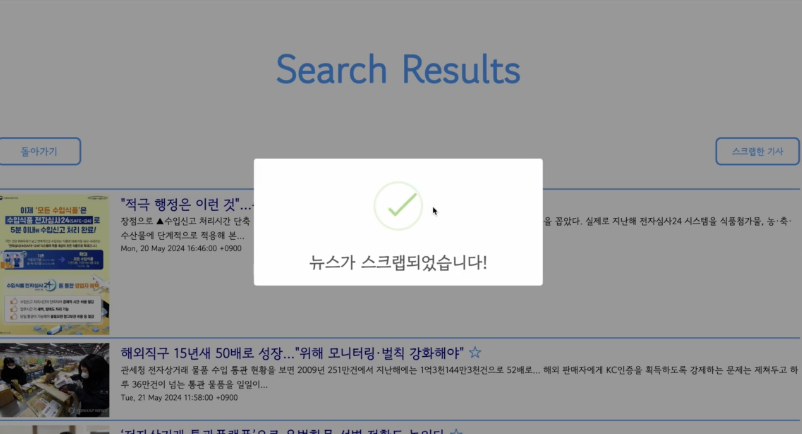 Search Results
돌아가기
스크랩한 기사
이제 '모든 수입식품'은
수입식품 전자심사24(SAFE-i24)로
5분 이내에 수입신고 처리 완료!
"적극 행정은 이런 것"...
장점으로 ▲수입신고 처리시간 단축
을 꼽았다. 실제로 지난해 전자심사24 시스템을 식품첨가물, 농·축·
수산물에 단계적으로 적용해 본...
Mon, 20 May 2024 16:46:00 +0900
뉴스가 스크랩되었습니다!
해외직구 15년새 50배로 성장..."위해 모니터링·벌칙 강화해야" ☆
관세청 전자상거래 물품 수입 통관 현황을 보면 2009년 251만건에서 지난해에는 1억3천144만3천건으로 52배로... 해외 판매자에게 KC인증을 획득하도록 강제하는 문제는 제쳐두고 하
루 36만건이 넘는 통관 물품을 일일이...
Tue, 21 May 2024 11:58:00 +0900